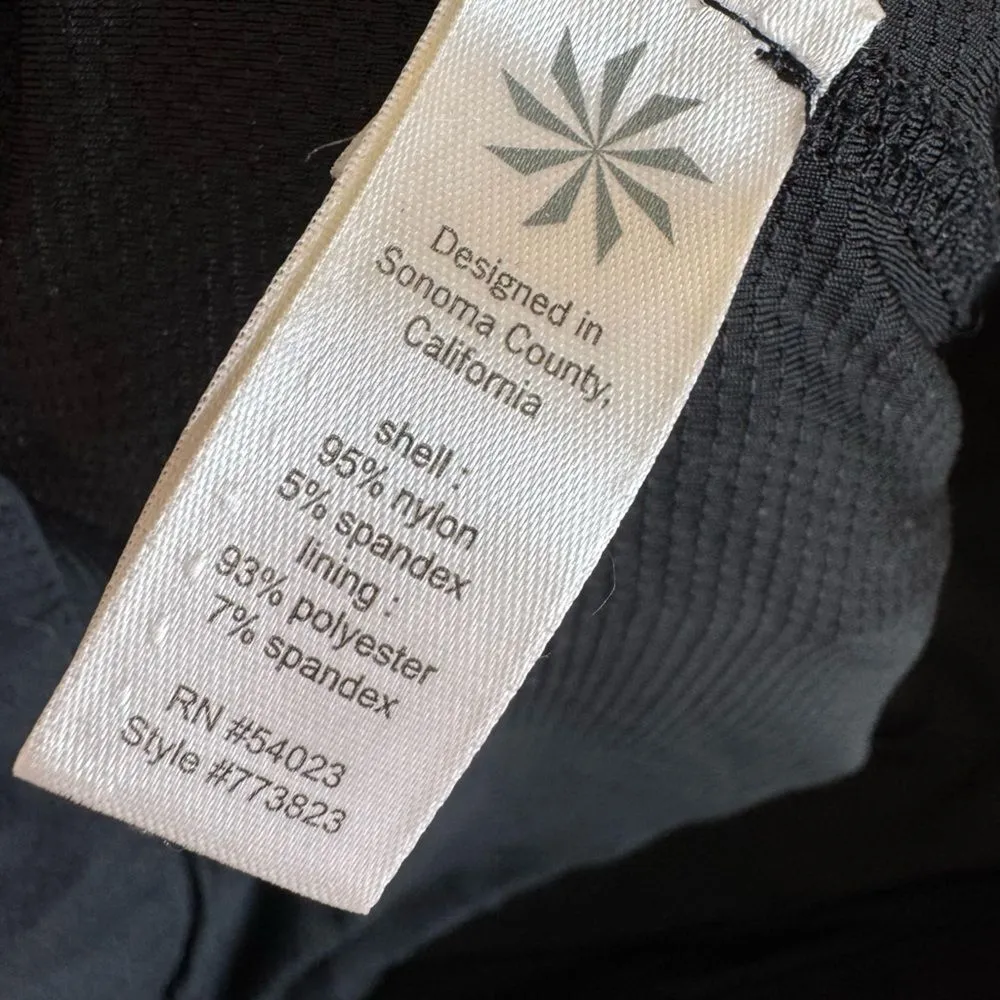 Designed in
Sonoma County,
California
shell :
95% nylon
5% spandex
lining :
93% polyester
7% spandex
RN #54023
Style #773823